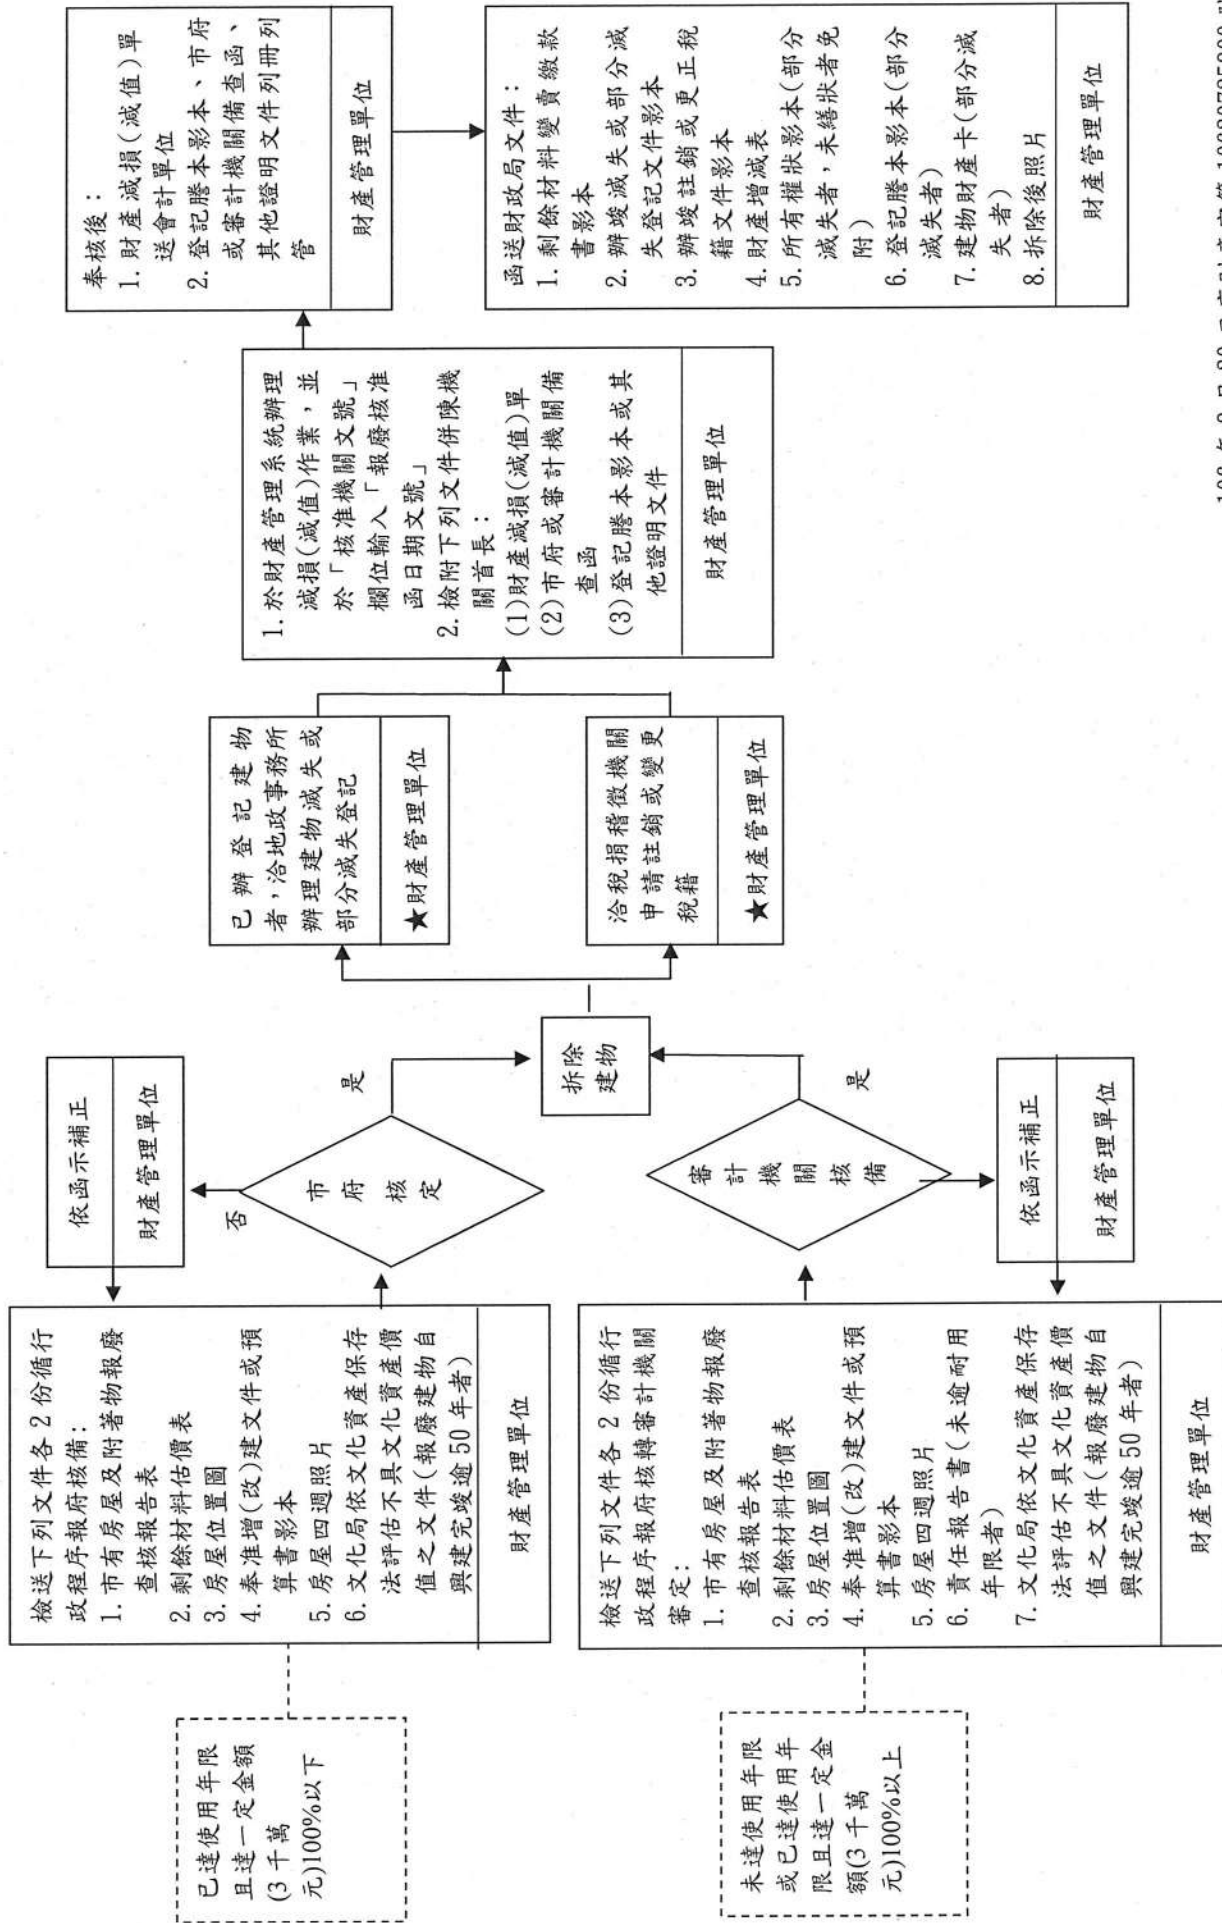 已達使用年限
且達一定金額
(3 千萬
元)100%以下
檢送下列文件各 2 份循行
政程序報府核備:
1. 市有房屋及附著物報廢
查核報告表
2. 剩餘材料估價表
3. 房屋位置圖
4. 奉准增(改)建文件或預
算書影本
5. 房屋四週照片
6. 文化局依文化資產保存
法評估不具文化資產價
值之文件(報廢建物自
興建完竣逾 50 年者)
財產管理單位
依函示補正
財產管理單位
否
市府
核定
是
未達使用年限
或已達使用年
限且達一定金
額(3 千萬
元)100%以上
檢送下列文件各 2 份循行
政程序報府核轉審計機關
審定:
1. 市有房屋及附著物報廢
查核報告表
2. 剩餘材料估價表
3. 房屋位置圖
4. 奉准增(改)建文件或預
算書影本
5. 房屋四週照片
6. 責任報告書(未逾耐用
年限者)
7. 文化局依文化資產保存
法評估不具文化資產價
值之文件(報廢建物自
興建完竣逾 50 年者)
財產管理單位
審計
機關
核備
是
依函示補正
財產管理單位
拆除
建物
已辦登記建物
者，洽地政事務所
辦理建物滅失或
部分滅失登記
★財產管理單位
洽稅捐稽徵機關
申請註銷或變更
稅籍
★財產管理單位
1. 於財產管理系統辦理
減損(減值)作業，並
於「核准機關文號」
欄位輸入「報廢核准
函日期文號」
2. 檢附下列文件併陳機
關首長：
(1)財產減損(減值)單
(2)市府或審計機關備
查函
(3)登記謄本影本或其
他證明文件
財產管理單位
奉核後：
1. 財產減損(減值)單
送會計單位
2. 登記謄本影本、市府
或審計機關備查函、
其他證明文件列冊列
管
財產管理單位
函送財政局文件：
1. 剩餘材料變賣繳款
書影本
2. 辦竣滅失或部分滅
失登記文件影本
3. 辦竣註銷或更正稅
籍文件影本
4. 財產增減表
5. 所有權狀影本(部分
滅失者，未繕狀者免
附)
6. 登記謄本影本(部分
滅失者)
7. 建物財產卡(部分滅
失者)
8. 拆除後照片
財產管理單位